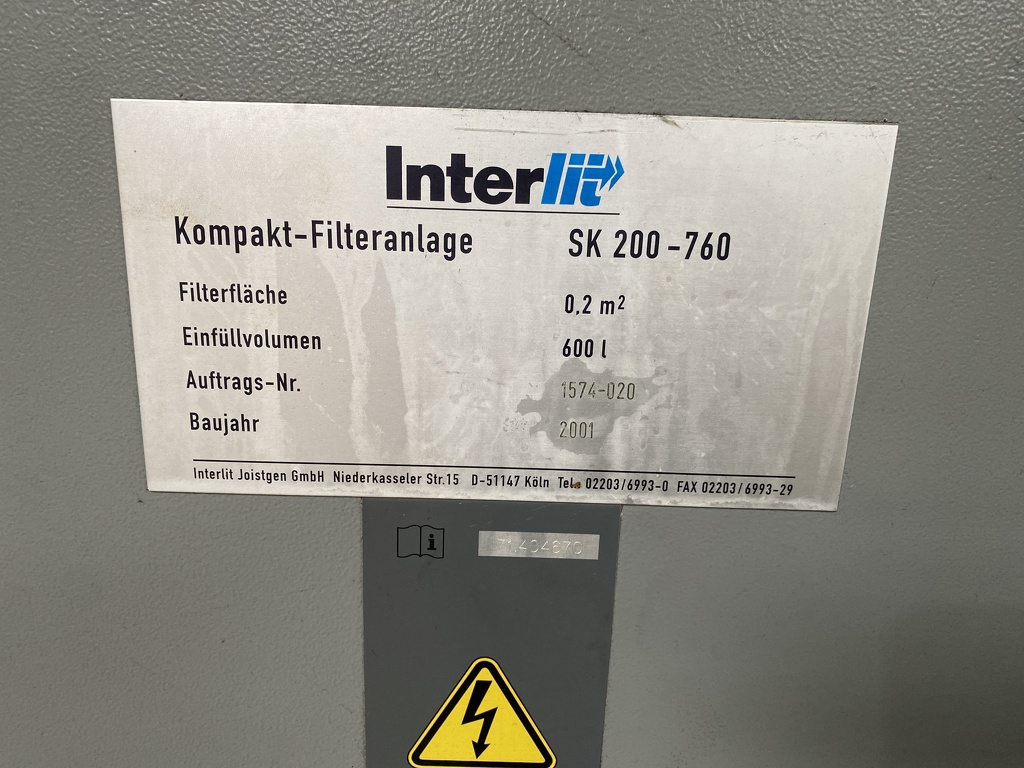 Interlit
Kompakt-Filteranlage SK 200-760
Filterfläche 0,2 m²
Einfüllvolumen 600 l
Auftrags-Nr. 1574-020
Baujahr 2001
Interlit Joistgen GmbH Niederkasseler Str.15 D-51147 Köln Tel. 02203/6993-0 FAX 02203/6993-29
i